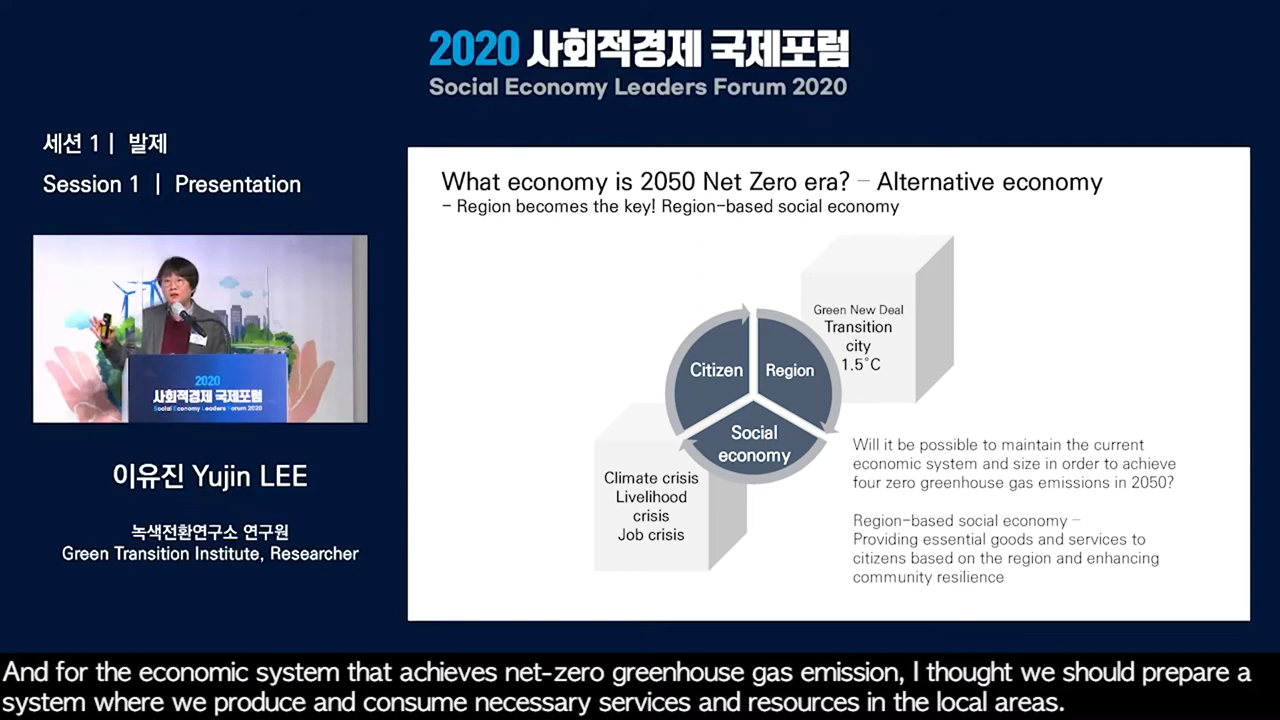 2020 사회적경제 국제포럼
Social Economy Leaders Forum 2020
세션 1 | 발제
Session 1 | Presentation
2020
사회적경제 국제포럼
Social Economy Leaders Forum 2020
이유진 Yujin LEE
녹색전환연구소 연구원
Green Transition Institute, Researcher
What economy is 2050 Net Zero era? – Alternative economy
– Region becomes the key! Region-based social economy
Green New Deal
Transition
city
1.5°C
Citizen
Region
Social
economy
Climate crisis
Livelihood
crisis
Job crisis
Will it be possible to maintain the current
economic system and size in order to achieve
four zero greenhouse gas emissions in 2050?
Region-based social economy –
Providing essential goods and services to
citizens based on the region and enhancing
community resilience
And for the economic system that achieves net-zero greenhouse gas emission, I thought we should prepare a
system where we produce and consume necessary services and resources in the local areas.